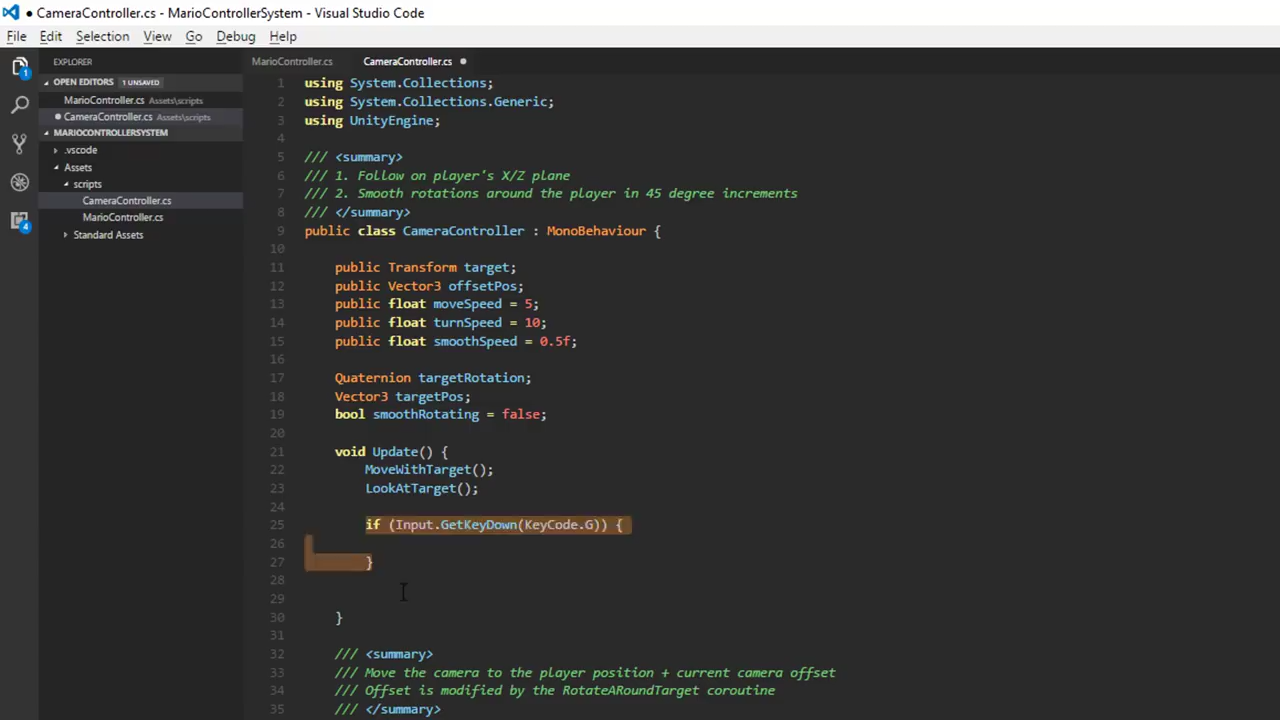 ● CameraController.cs - MarioControllerSystem - Visual Studio Code
File Edit Selection View Go Debug Help
EXPLORER
OPEN EDITORS 1 UNSAVED
MarioController.cs Assets\scripts
● CameraController.cs Assets\scripts
MARIOCONTROLLERSYSTEM
.vscode
Assets
scripts
CameraController.cs
MarioController.cs
Standard Assets
1
4
MarioController.cs CameraController.cs ●
1 using System.Collections;
2 using System.Collections.Generic;
3 using UnityEngine;
4
5 /// <summary>
6 /// 1. Follow on player's X/Z plane
7 /// 2. Smooth rotations around the player in 45 degree increments
8 /// </summary>
9 public class CameraController : MonoBehaviour {
10
11 public Transform target;
12 public Vector3 offsetPos;
13 public float moveSpeed = 5;
14 public float turnSpeed = 10;
15 public float smoothSpeed = 0.5f;
16
17 Quaternion targetRotation;
18 Vector3 targetPos;
19 bool smoothRotating = false;
20
21 void Update() {
22 MoveWithTarget();
23 LookAtTarget();
24
25 if (Input.GetKeyDown(KeyCode.G)) {
26
27 }
28
29
30 }
31
32 /// <summary>
33 /// Move the camera to the player position + current camera offset
34 /// Offset is modified by the RotateARoundTarget coroutine
35 /// </summary>